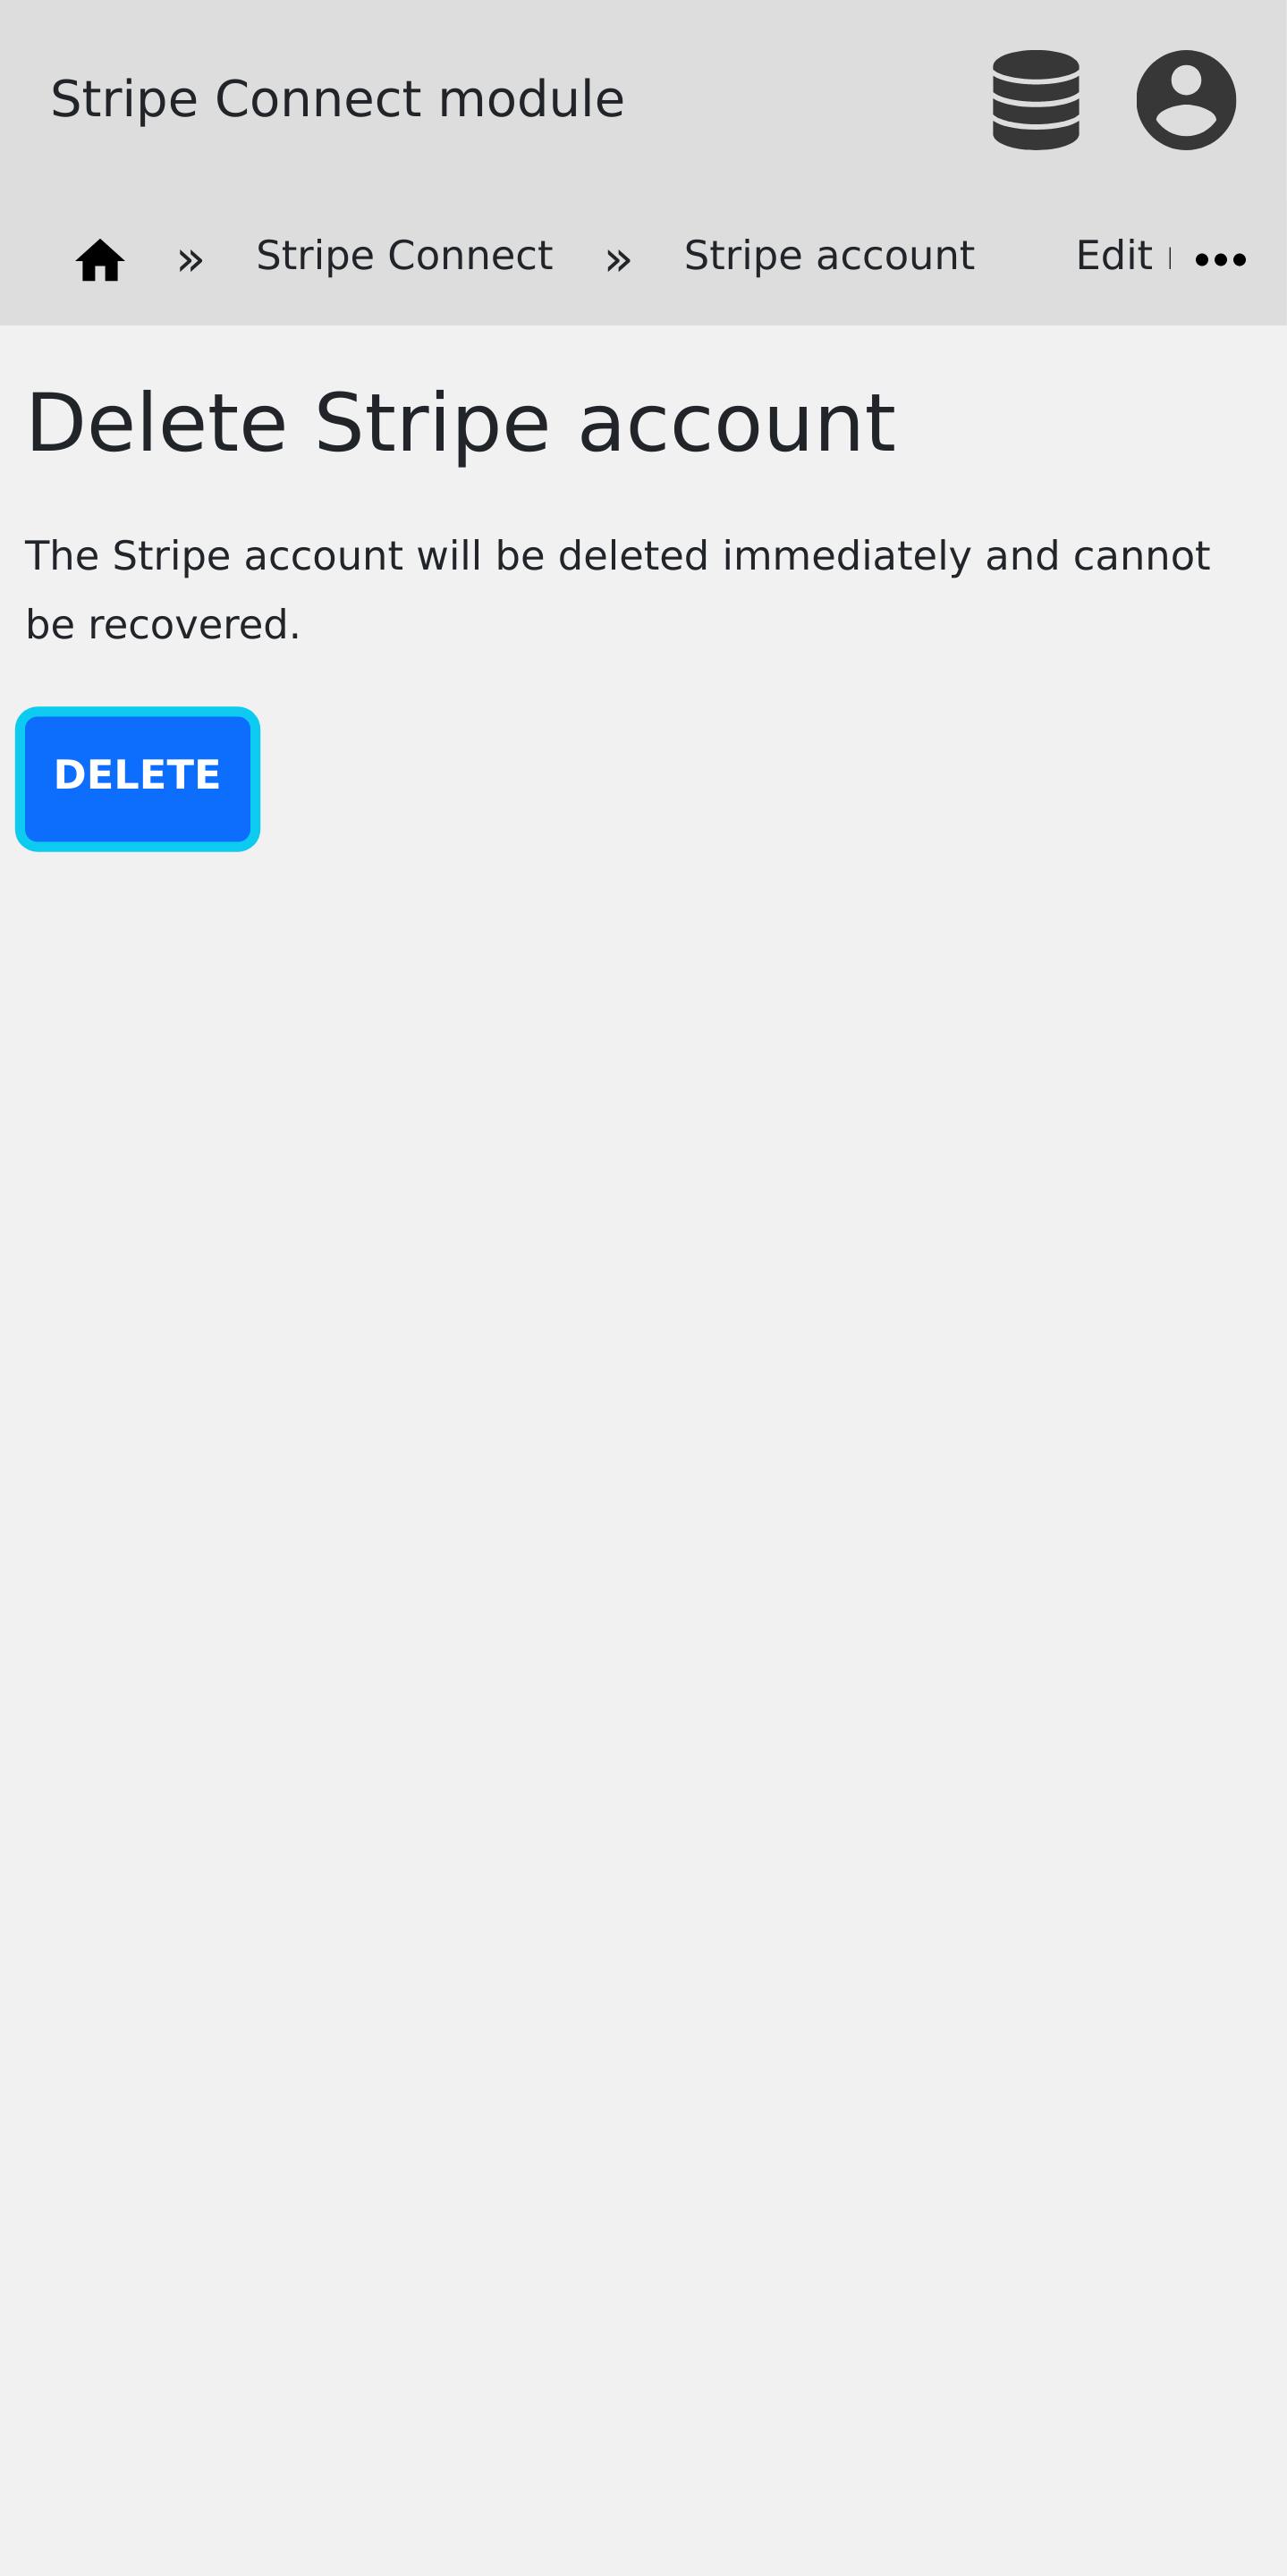 Stripe Connect module
» Stripe Connect » Stripe account Edit
Delete Stripe account
The Stripe account will be deleted immediately and cannot
be recovered.
DELETE